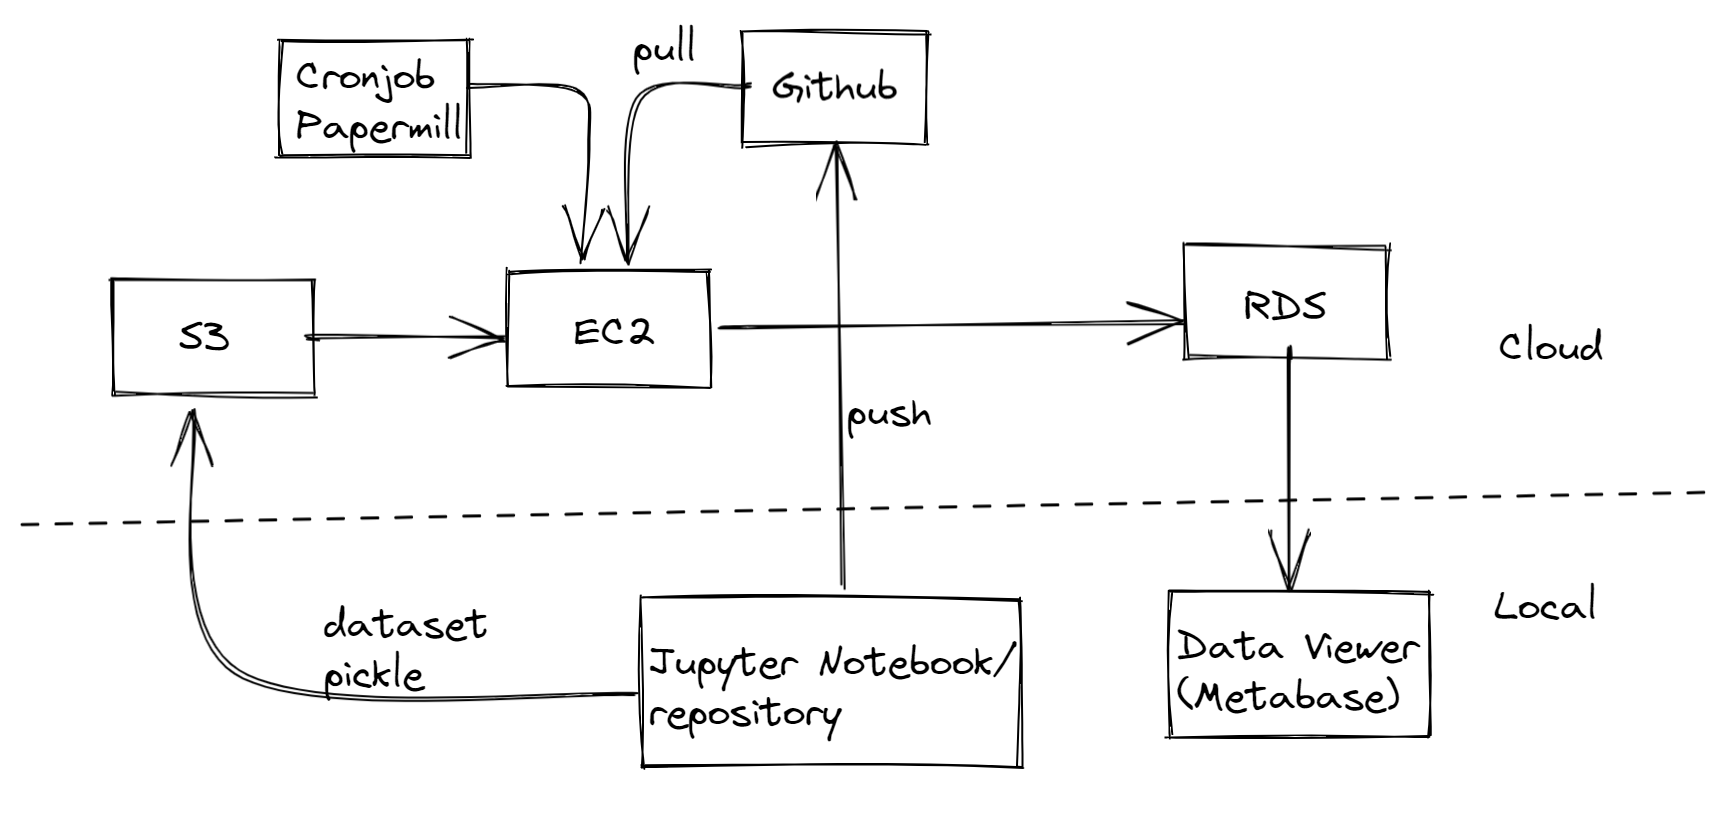 pull
Cronjob
Papermill
Github
S3
EC2
RDS
Cloud
push
dataset
pickle
Jupyter Notebook/
repository
Data Viewer
(Metabase)
Local